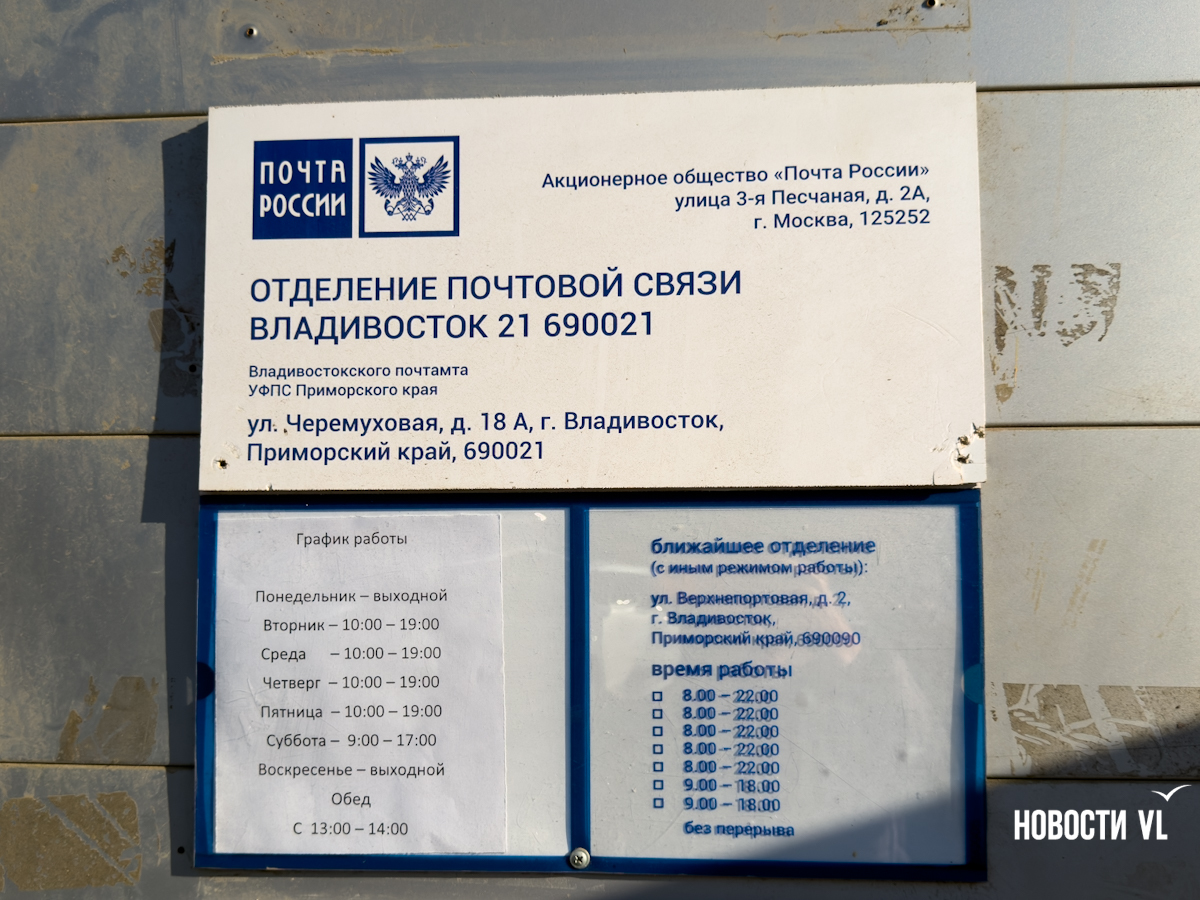 ПОЧТА
РОССИИ
Акционерное общество «Почта России»
улица 3-я Песчаная, д. 2А,
г. Москва, 125252
ОТДЕЛЕНИЕ ПОЧТОВОЙ СВЯЗИ
ВЛАДИВОСТОК 21 690021
Владивостокского почтамта
УФПС Приморского края
ул. Черемуховая, д. 18 А, г. Владивосток,
Приморский край, 690021
График работы
Понедельник – выходной
Вторник – 10:00 – 19:00
Среда – 10:00 – 19:00
Четверг – 10:00 – 19:00
Пятница – 10:00 – 19:00
Суббота – 9:00 – 17:00
Воскресенье – выходной
Обед
С 13:00 – 14:00
ближайшее отделение
(с иным режимом работы):
ул. Верхнепортовая, д. 2,
г. Владивосток,
Приморский край, 690090
время работы
8.00 – 22.00
8.00 – 22.00
8.00 – 22.00
8.00 – 22.00
8.00 – 22.00
9.00 – 18.00
9.00 – 18.00
без перерыва
НОВОСТИ VL